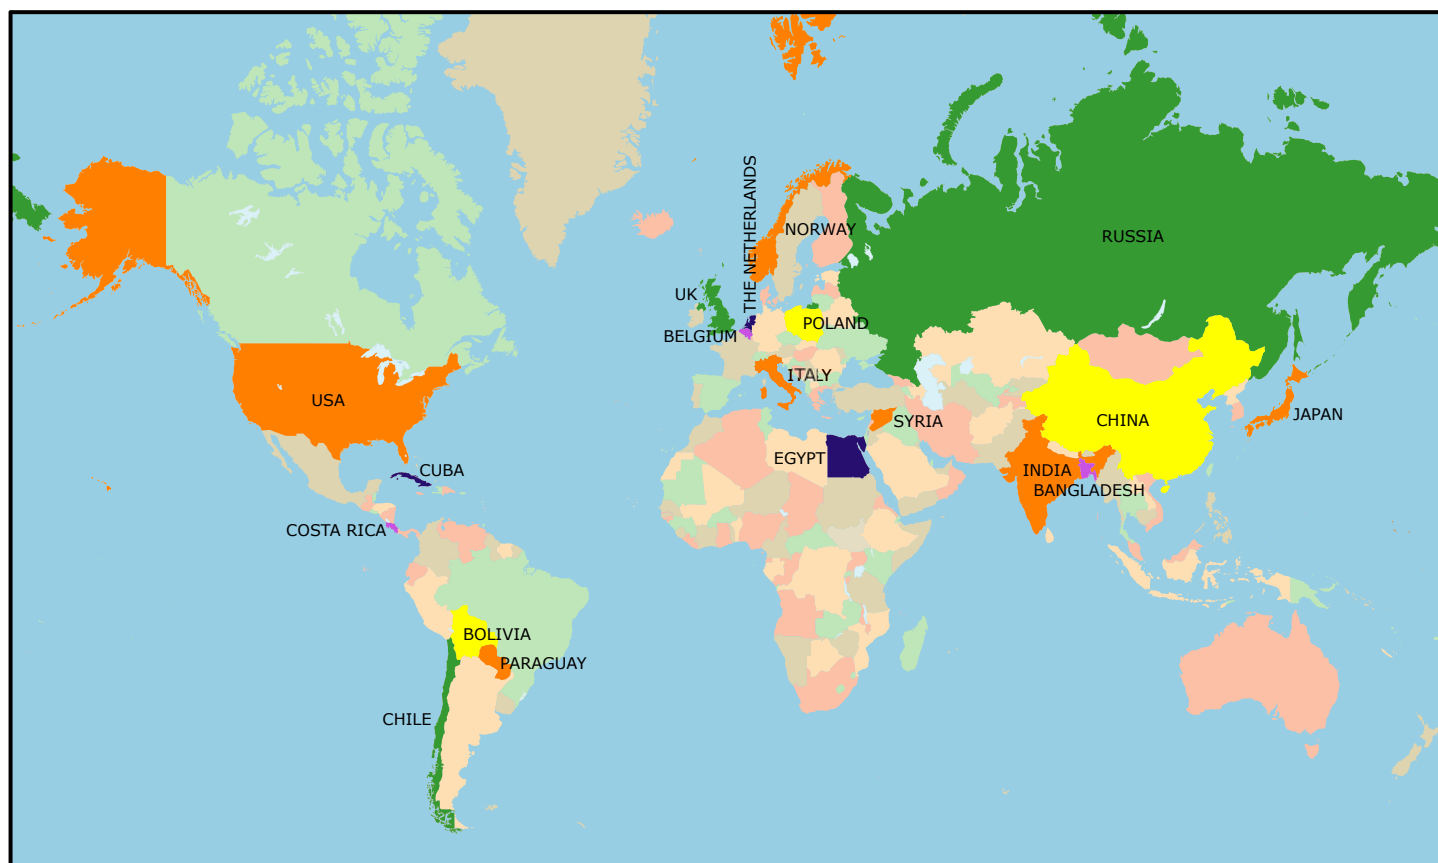 THE NETHERLANDS
NORWAY
RUSSIA
UK
BELGIUM
POLAND
ITALY
USA
SYRIA
CHINA
JAPAN
EGYPT
CUBA
INDIA
BANGLADESH
COSTA RICA
BOLIVIA
PARAGUAY
CHILE